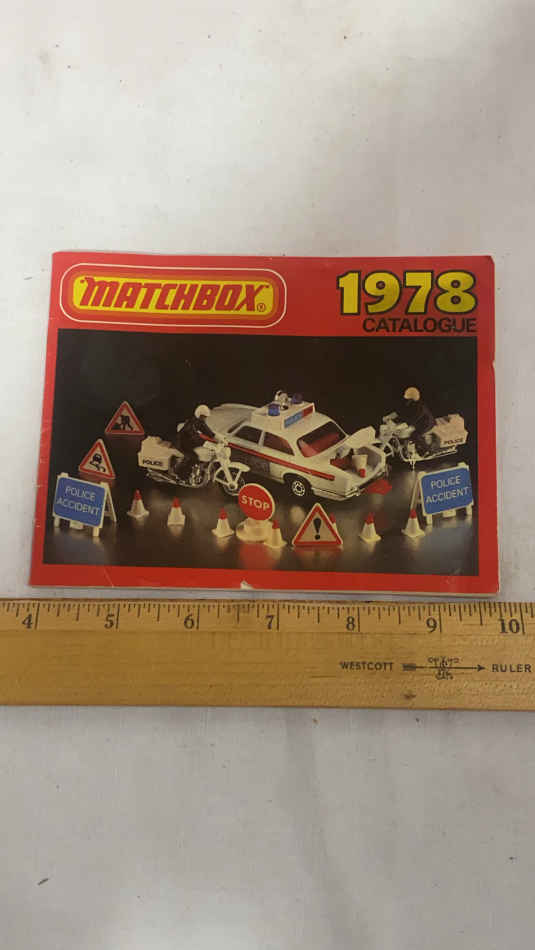 "MATCHBOX"®
1978
CATALOGUE
POLICE
POLICE
POLICE
POLICE
ACCIDENT
STOP
POLICE
ACCIDENT
4 5 6 7 8 9 10
WESTCOTT RULER